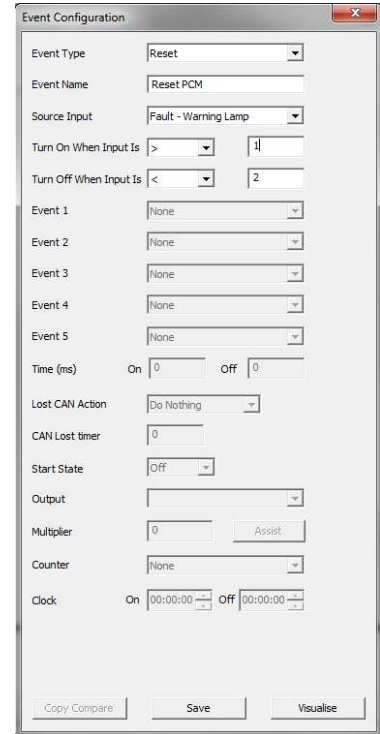 Event Configuration
Event Type Reset
Event Name Reset PCM
Source Input Fault - Warning Lamp
Turn On When Input Is > 1
Turn Off When Input Is < 2
Event 1 None
Event 2 None
Event 3 None
Event 4 None
Event 5 None
Time (ms) On 0 Off 0
Lost CAN Action Do Nothing
CAN Lost timer 0
Start State Off
Output
Multiplier 0 Assist
Counter None
Clock On 00:00:00 Off 00:00:00
Copy Compare Save Visualise